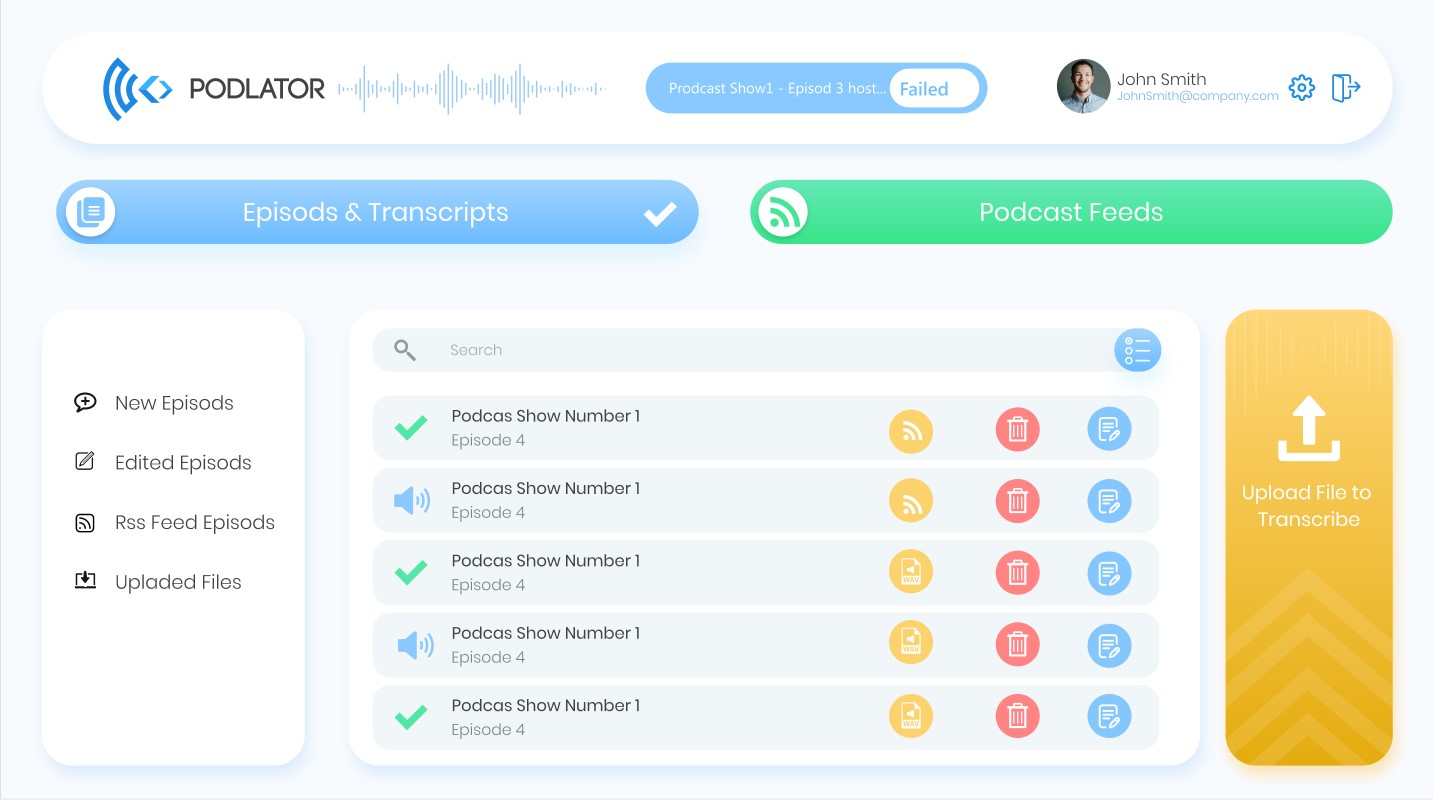 PODLATOR
Prodcast Show1 - Episod 3 host...
Failed
John Smith
JohnSmith@company.com
Episods & Transcripts
Podcast Feeds
New Episods
Edited Episods
Rss Feed Episods
Upladed Files
Search
Podcas Show Number 1
Episode 4
Podcas Show Number 1
Episode 4
Podcas Show Number 1
Episode 4
WAV
Podcas Show Number 1
Episode 4
WAV
Podcas Show Number 1
Episode 4
WAV
Upload File to
Transcribe